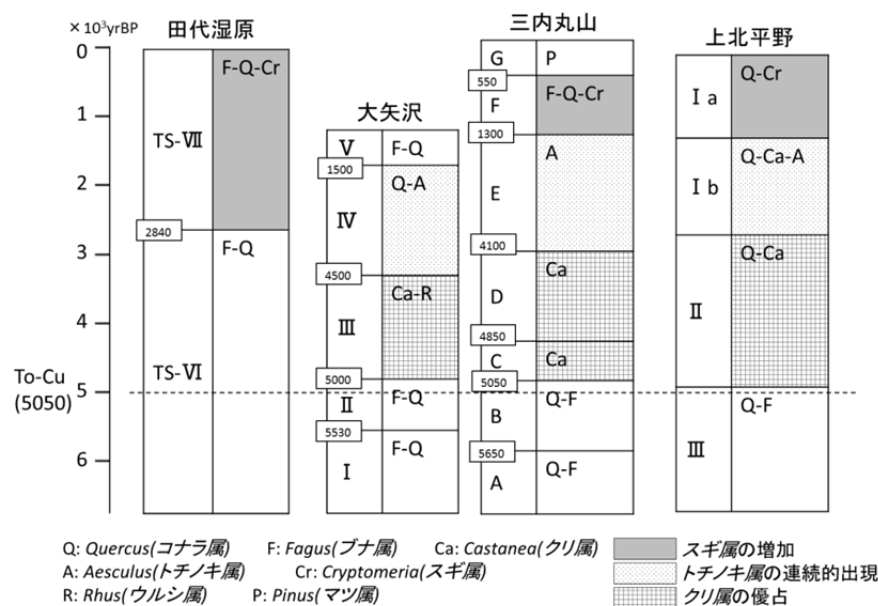 × 10³yrBP
0
1
2
3
4
5
6
To-Cu
(5050)
田代湿原
TS-Ⅶ
F-Q-Cr
2840
TS-Ⅵ
F-Q
大矢沢
Ⅴ
F-Q
1500
Ⅳ
Q-A
4500
Ⅲ
Ca-R
5000
Ⅱ
F-Q
5530
Ⅰ
F-Q
三内丸山
G
P
550
F
F-Q-Cr
1300
E
A
4100
D
Ca
4850
C
Ca
5050
B
Q-F
5650
A
Q-F
上北平野
Ⅰ a
Q-Cr
Ⅰ b
Q-Ca-A
Ⅱ
Q-Ca
Ⅲ
Q-F
Q: Quercus(コナラ属) F: Fagus(ブナ属) Ca: Castanea(クリ属)
A: Aesculus(トチノキ属) Cr: Cryptomeria(スギ属)
R: Rhus(ウルシ属) P: Pinus(マツ属)
スギ属の増加
トチノキ属の連続的出現
クリ属の優占